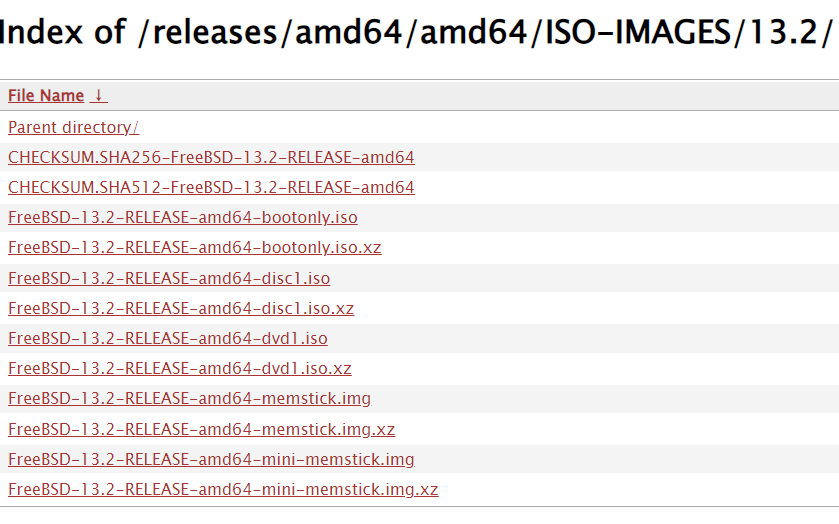 Index of /releases/amd64/amd64/ISO-IMAGES/13.2/
File Name ↓
Parent directory/
CHECKSUM.SHA256-FreeBSD-13.2-RELEASE-amd64
CHECKSUM.SHA512-FreeBSD-13.2-RELEASE-amd64
FreeBSD-13.2-RELEASE-amd64-bootonly.iso
FreeBSD-13.2-RELEASE-amd64-bootonly.iso.xz
FreeBSD-13.2-RELEASE-amd64-disc1.iso
FreeBSD-13.2-RELEASE-amd64-disc1.iso.xz
FreeBSD-13.2-RELEASE-amd64-dvd1.iso
FreeBSD-13.2-RELEASE-amd64-dvd1.iso.xz
FreeBSD-13.2-RELEASE-amd64-memstick.img
FreeBSD-13.2-RELEASE-amd64-memstick.img.xz
FreeBSD-13.2-RELEASE-amd64-mini-memstick.img
FreeBSD-13.2-RELEASE-amd64-mini-memstick.img.xz